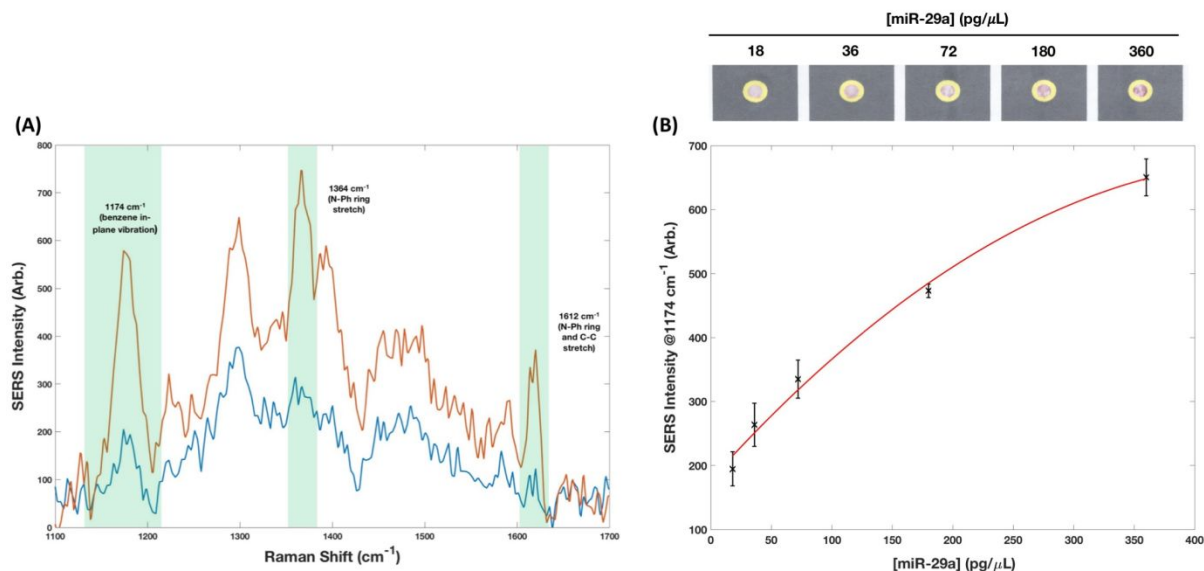 [miR-29a] (pg/µL)
18 36 72 180 360
(A)
(B)
800
700
600
500
400
300
200
100
0
SERS Intensity (Arb.)
1174 cm⁻¹
(benzene in-
plane vibration)
1364 cm⁻¹
(N-Ph ring
stretch)
1612 cm⁻¹
(N-Ph ring
and C-C
stretch)
1100 1200 1300 1400 1500 1600 1700
Raman Shift (cm⁻¹)
700
600
500
400
300
200
100
SERS Intensity @1174 cm⁻¹ (Arb.)
0 50 100 150 200 250 300 350 400
[miR-29a] (pg/µL)